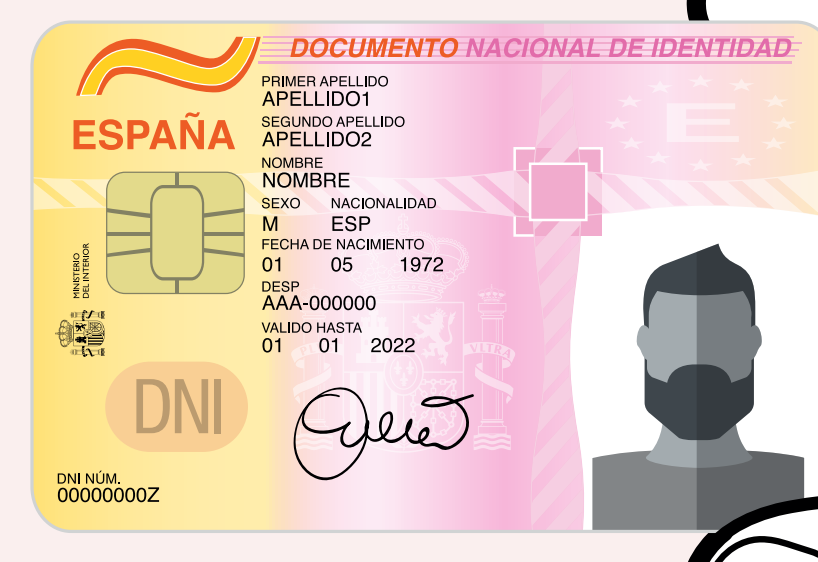 DOCUMENTO NACIONAL DE IDENTIDAD
ESPAÑA
PRIMER APELLIDO
APELLIDO1
SEGUNDO APELLIDO
APELLIDO2
NOMBRE
NOMBRE
SEXO NACIONALIDAD
M ESP
FECHA DE NACIMIENTO
01 05 1972
DESP
AAA-000000
VALIDO HASTA
01 01 2022
MINISTERIO
DEL INTERIOR
E
VLTRA
DNI
DNI NÚM.
00000000Z